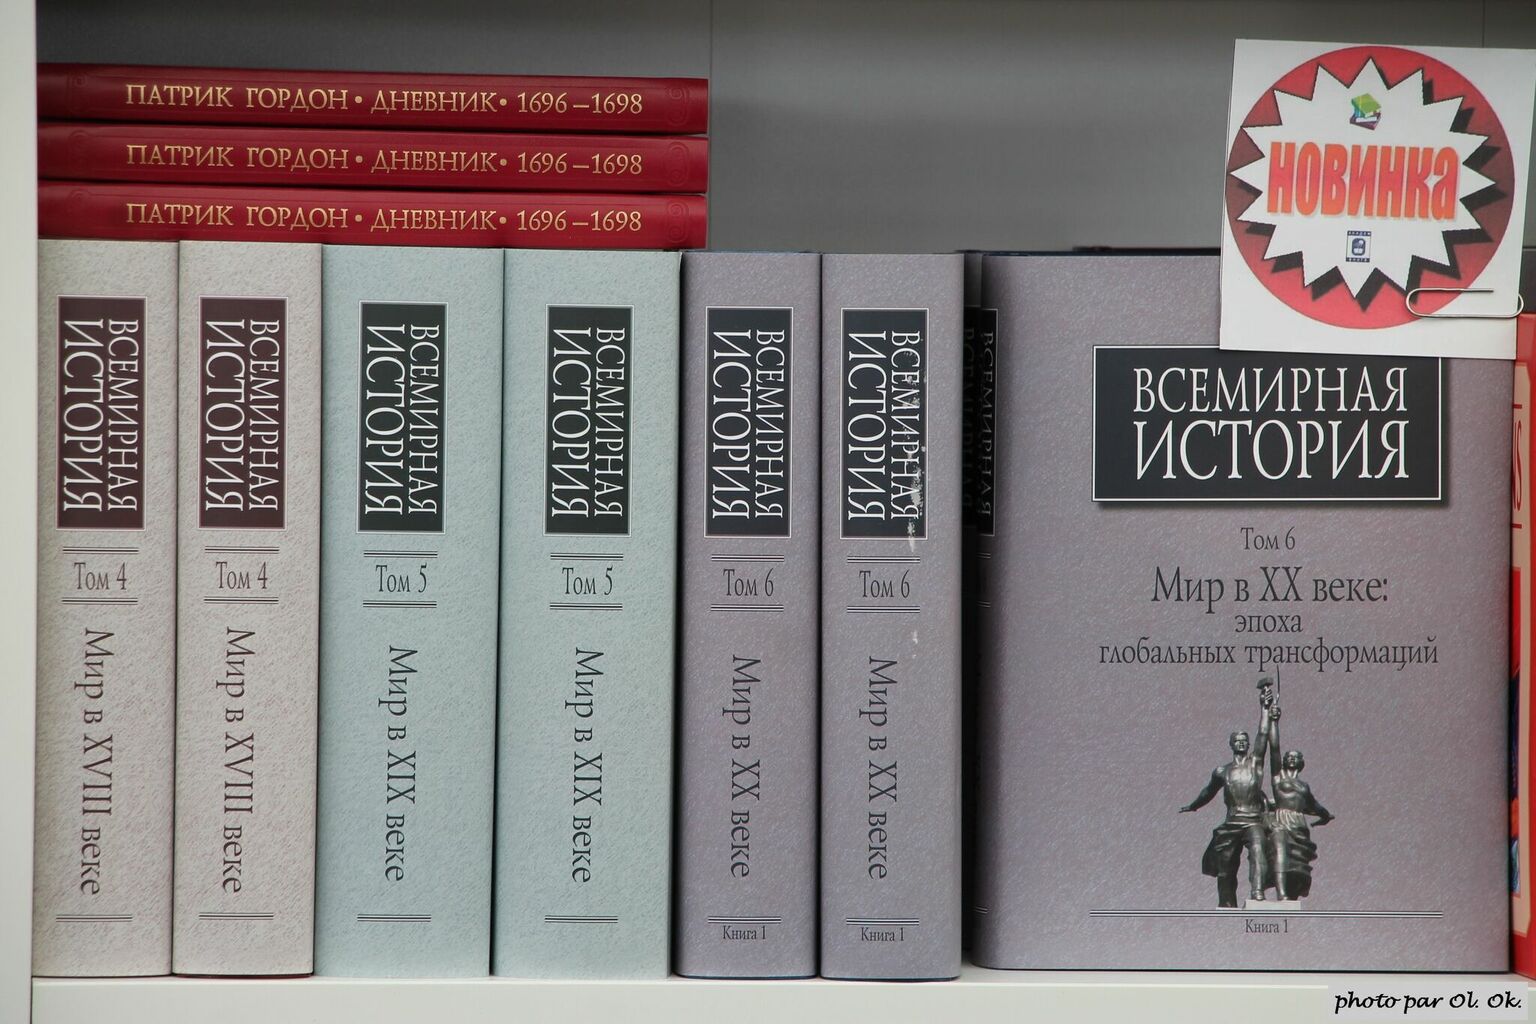 ПАТРИК ГОРДОН • ДНЕВНИК • 1696–1698
ПАТРИК ГОРДОН • ДНЕВНИК • 1696–1698
ПАТРИК ГОРДОН • ДНЕВНИК • 1696–1698
ВСЕМИРНАЯ
ИСТОРИЯ
Том 4
Мир в XVIII веке
ВСЕМИРНАЯ
ИСТОРИЯ
Том 4
Мир в XVIII веке
ВСЕМИРНАЯ
ИСТОРИЯ
Том 5
Мир в XIX веке
ВСЕМИРНАЯ
ИСТОРИЯ
Том 5
Мир в XIX веке
ВСЕМИРНАЯ
ИСТОРИЯ
Том 6
Мир в XX веке
Книга 1
ВСЕМИРНАЯ
ИСТОРИЯ
Том 6
Мир в XX веке
Книга 1
ВСЕМИРНАЯ
НОВИНКА
ВСЕМИРНАЯ
ИСТОРИЯ
Том 6
Мир в XX веке:
эпоха
глобальных трансформаций
Книга 1
photo par Ol. Ok.